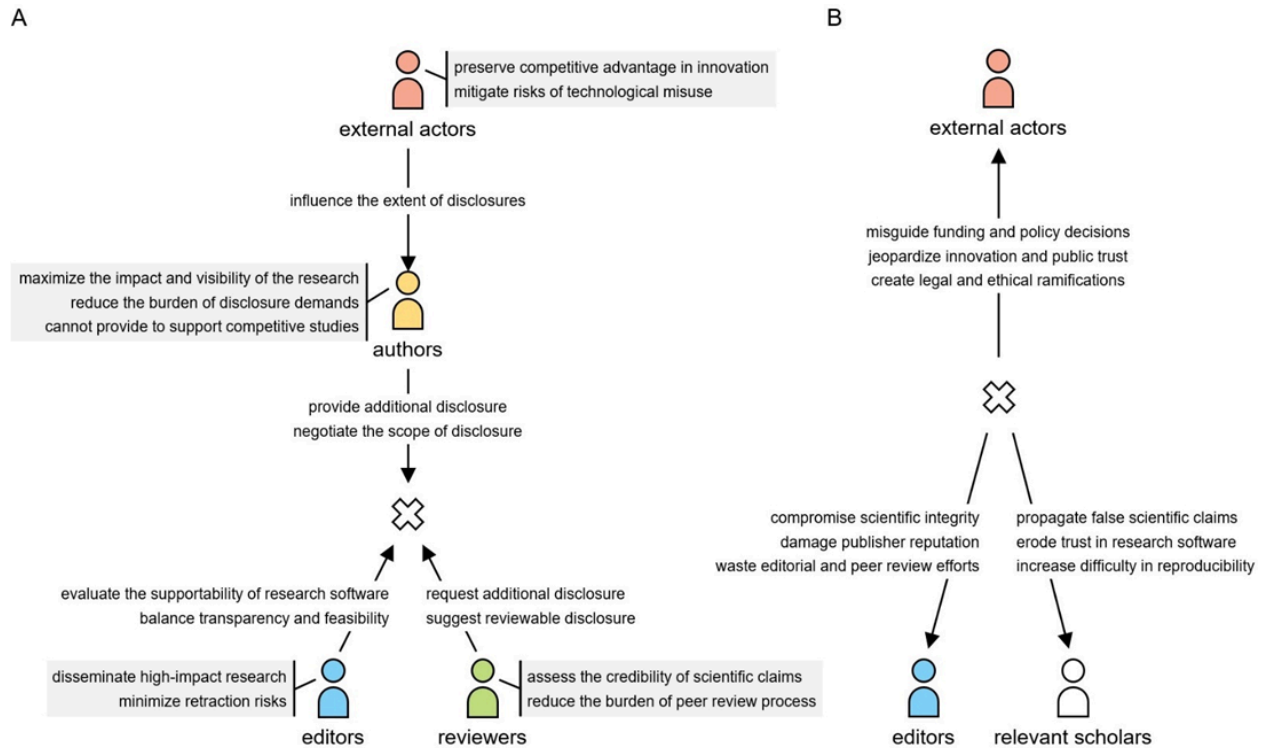 A
preserve competitive advantage in innovation
mitigate risks of technological misuse
external actors
influence the extent of disclosures
maximize the impact and visibility of the research
reduce the burden of disclosure demands
cannot provide to support competitive studies
authors
provide additional disclosure
negotiate the scope of disclosure
evaluate the supportability of research software
balance transparency and feasibility
request additional disclosure
suggest reviewable disclosure
disseminate high-impact research
minimize retraction risks
editors
assess the credibility of scientific claims
reduce the burden of peer review process
reviewers
B
external actors
misguide funding and policy decisions
jeopardize innovation and public trust
create legal and ethical ramifications
compromise scientific integrity
damage publisher reputation
waste editorial and peer review efforts
propagate false scientific claims
erode trust in research software
increase difficulty in reproducibility
editors
relevant scholars